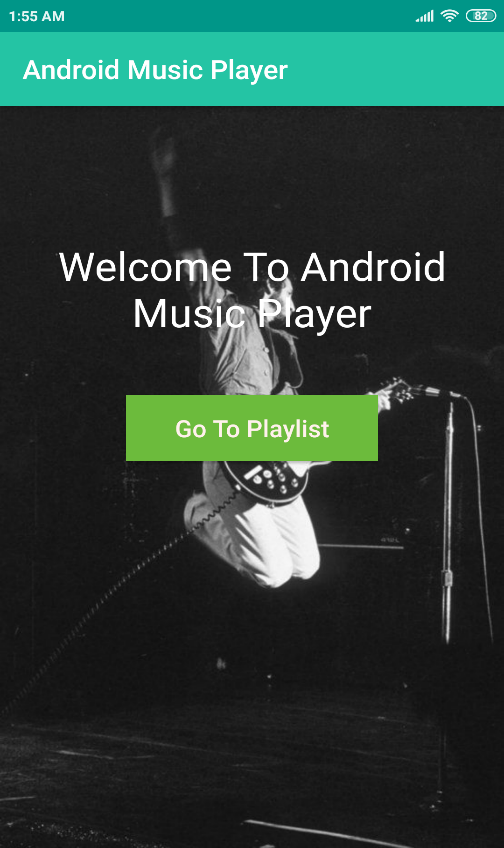 1:55 AM 82
Android Music Player
Welcome To Android
Music Player
Go To Playlist